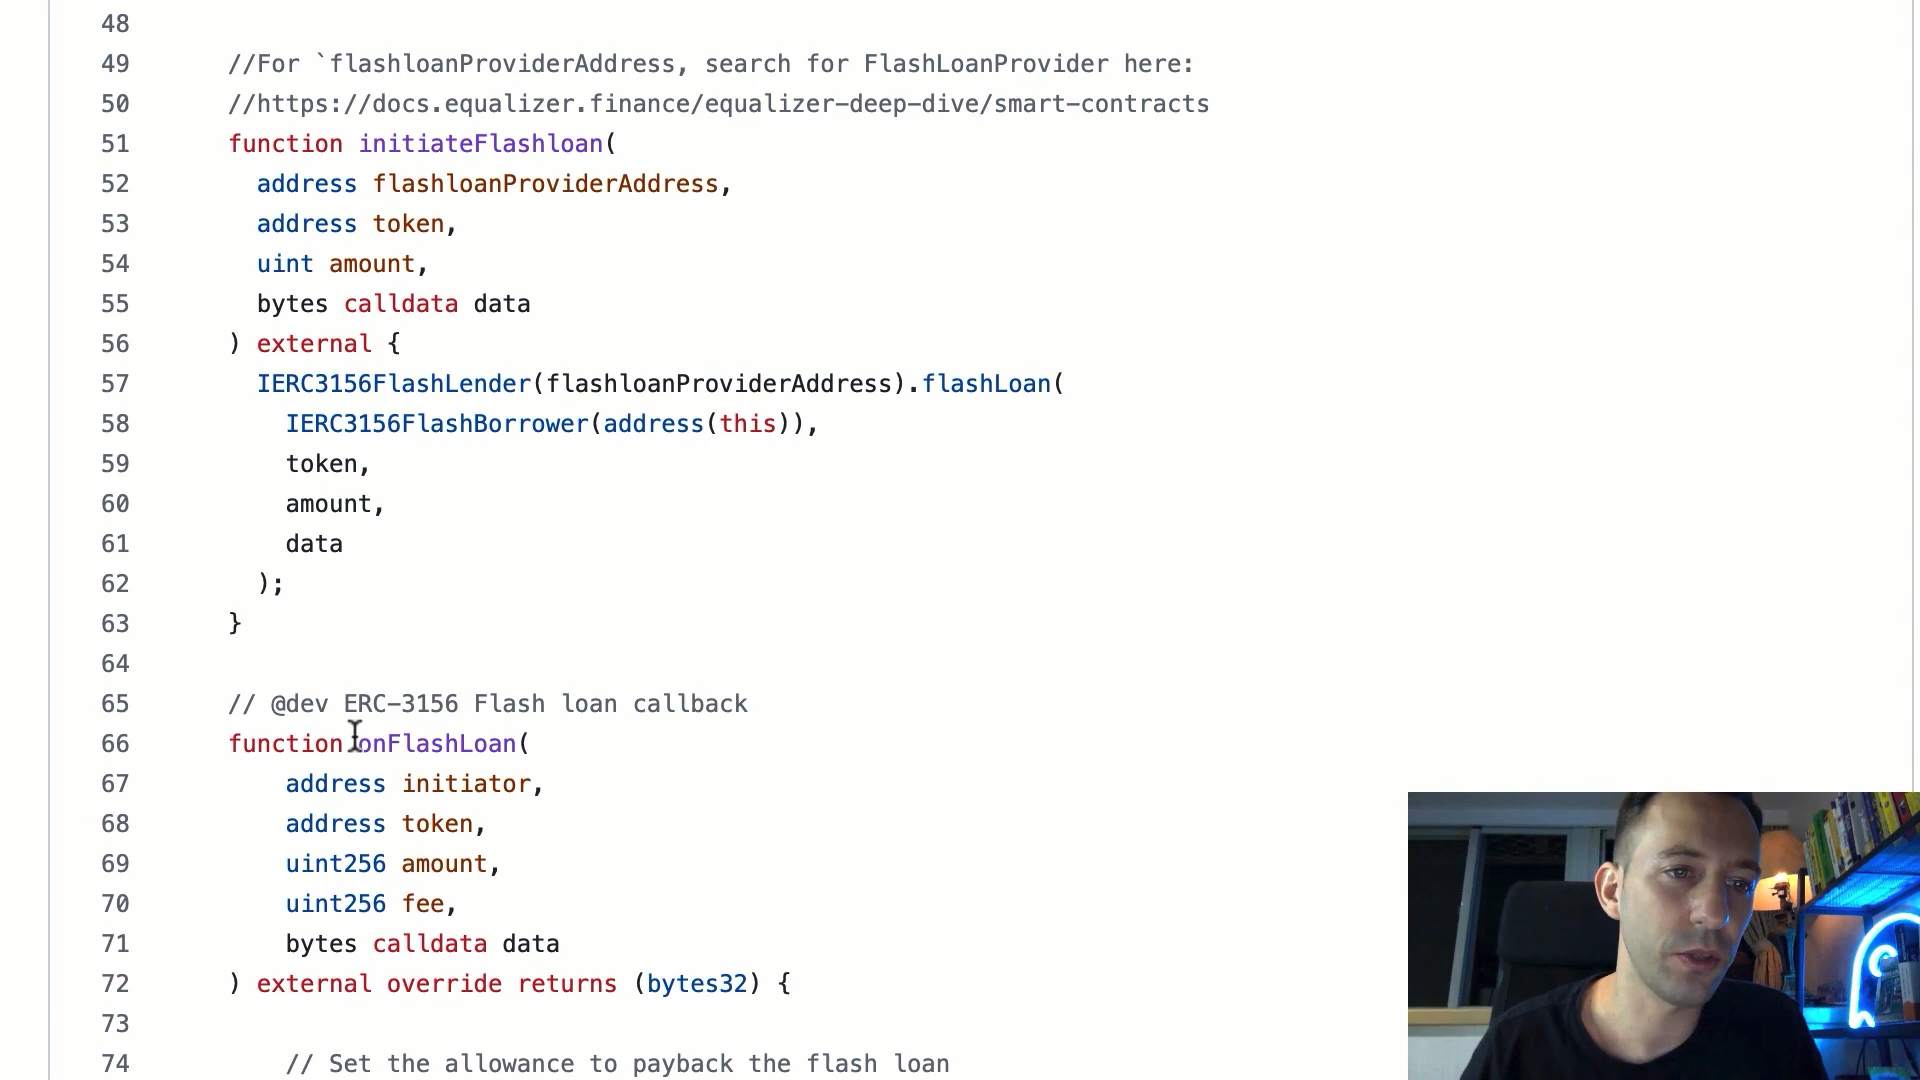 48
49 //For `flashloanProviderAddress, search for FlashLoanProvider here:
50 //https://docs.equalizer.finance/equalizer-deep-dive/smart-contracts
51 function initiateFlashloan(
52 address flashloanProviderAddress,
53 address token,
54 uint amount,
55 bytes calldata data
56 ) external {
57 IERC3156FlashLender(flashloanProviderAddress).flashLoan(
58 IERC3156FlashBorrower(address(this)),
59 token,
60 amount,
61 data
62 );
63 }
64
65 // @dev ERC-3156 Flash loan callback
66 function onFlashLoan(
67 address initiator,
68 address token,
69 uint256 amount,
70 uint256 fee,
71 bytes calldata data
72 ) external override returns (bytes32) {
73
74 // Set the allowance to payback the flash loan